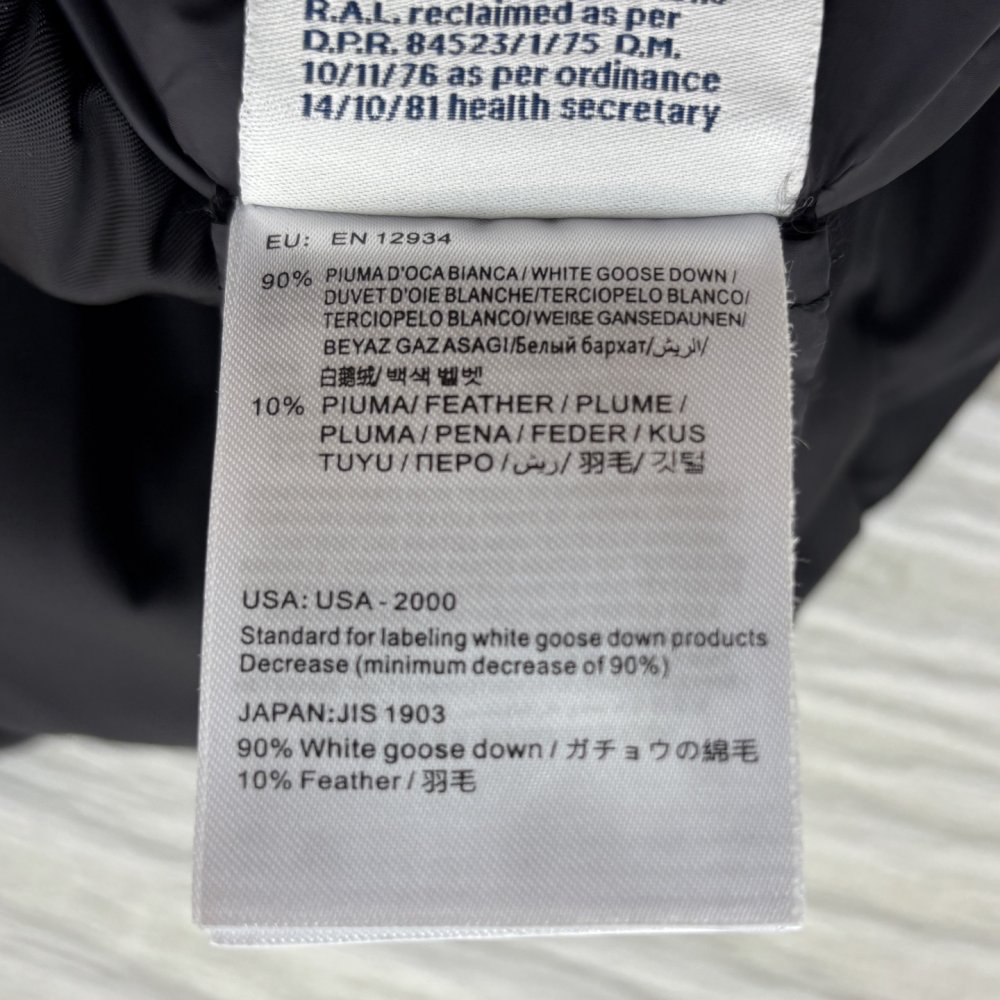 R.A.L. reclaimed as per
D.P.R. 84523/1/75 D.M.
10/11/76 as per ordinance
14/10/81 health secretary
EU: EN 12934
90% PIUMA D'OCA BIANCA / WHITE GOOSE DOWN /
DUVET D'OIE BLANCHE/TERCIOPELO BLANCO/
TERCIOPELO BLANCO/WEIßE GANSEDAUNEN/
BEYAZ GAZ ASAGI/Белый бархат/الريش/
白鹅绒/ 백색 벨벳
10% PIUMA/ FEATHER / PLUME /
PLUMA / PENA / FEDER / KUS
TUYU / ПЕРО / ريش/ 羽毛/ 깃털
USA: USA - 2000
Standard for labeling white goose down products
Decrease (minimum decrease of 90%)
JAPAN:JIS 1903
90% White goose down / ガチョウの綿毛
10% Feather / 羽毛